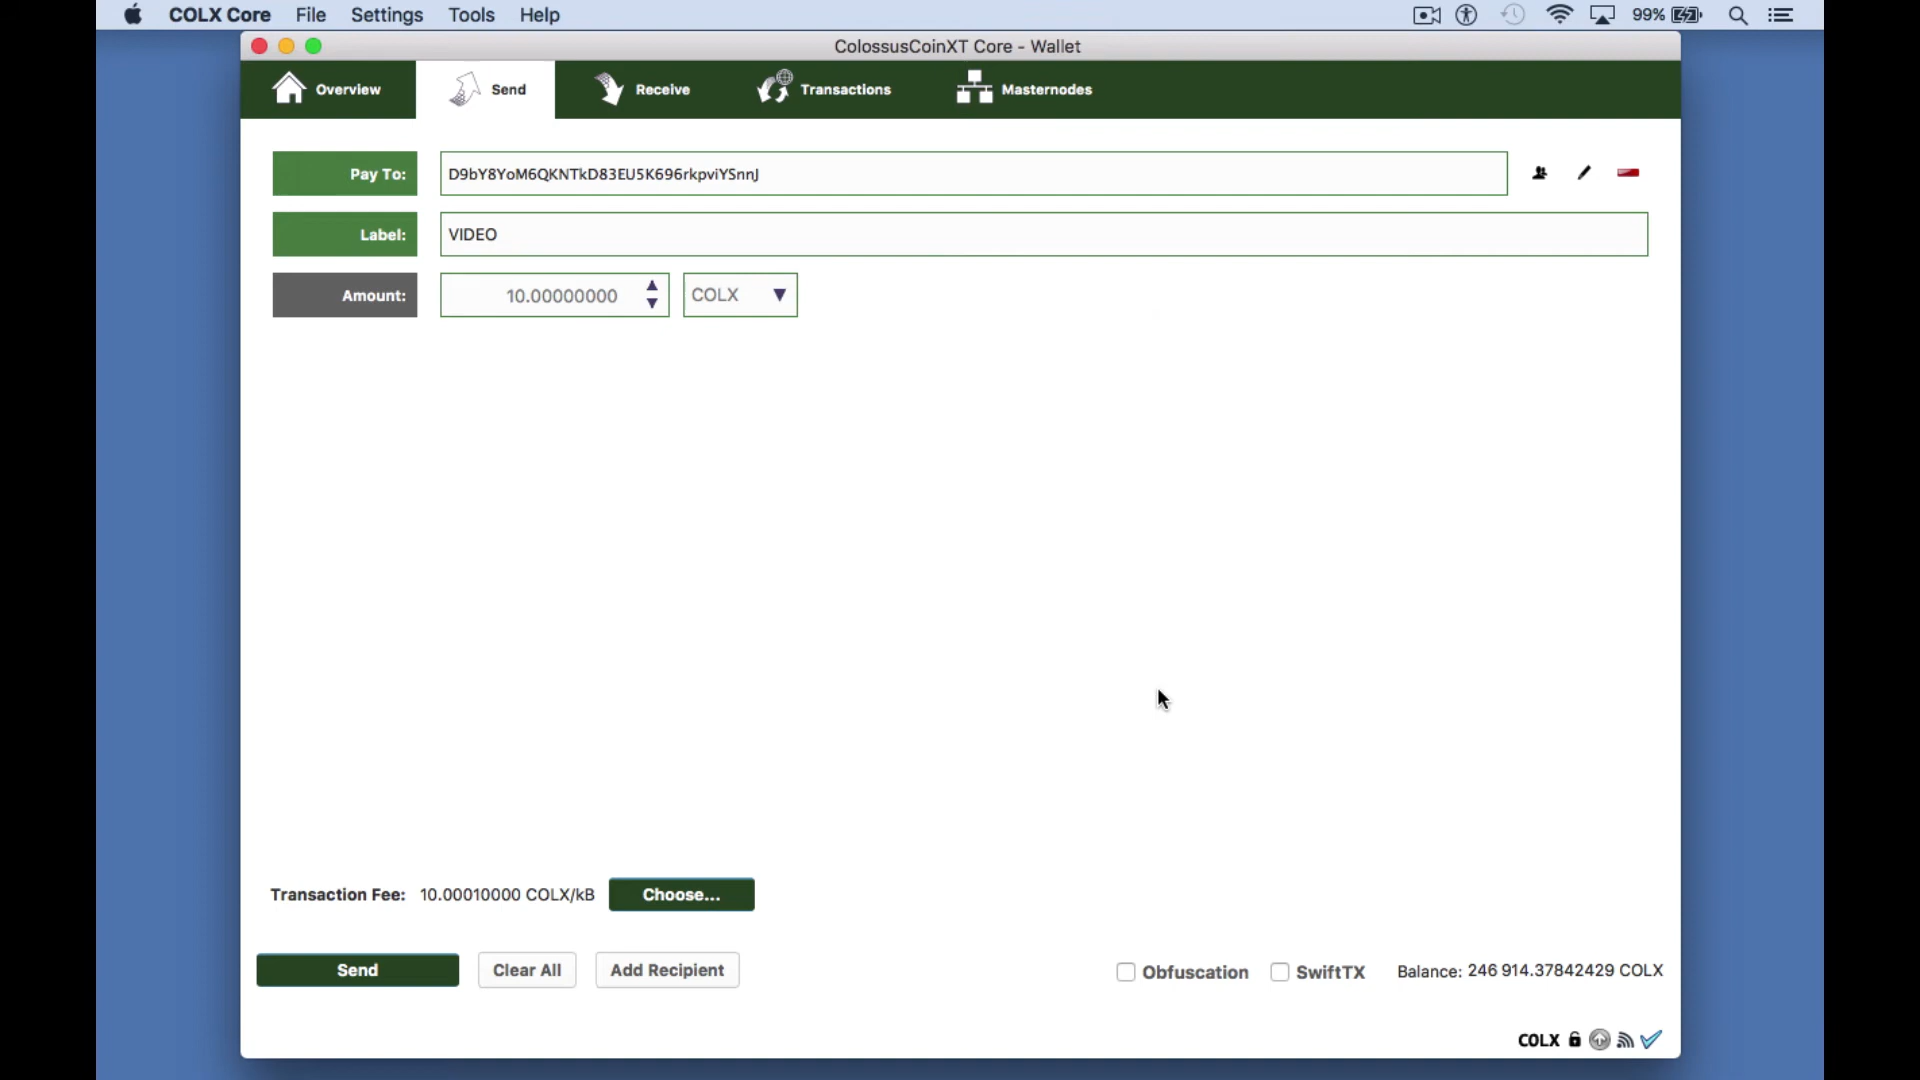 COLX Core File Settings Tools Help 99%
ColossusCoinXT Core - Wallet
Overview Send Receive Transactions Masternodes
Pay To: D9bY8YoM6QKNTkD83EU5K696rkpviYSnnJ
Label: VIDEO
Amount: 10.00000000 COLX
Transaction Fee: 10.00010000 COLX/kB Choose...
Send Clear All Add Recipient Obfuscation SwiftTX Balance: 246 914.37842429 COLX
COLX